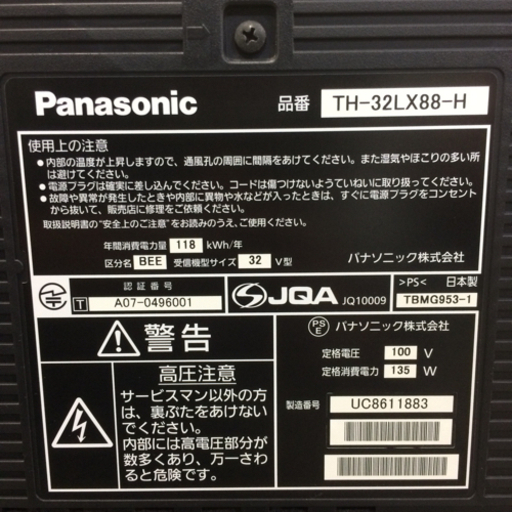 Panasonic
品番 TH-32LX88-H
使用上の注意
●内部の温度が上昇しますので、通風孔の周囲に間隔をあけてください。また湿気やほこりの多い所
は避けてください。
●電源プラグは確実に差し込んでください。コードは傷つけないようていねいに取り扱ってください。
●故障や異常が発生したときや内部に異物や水などが入ったときは、すぐに電源プラグをコンセント
から抜いて、販売店に修理をご依頼ください。
取扱説明書の"安全上のご注意"をお読みのうえ、ご使用ください。
年間消費電力量 118 kWh/年
区分名 BEE 受信機型サイズ 32 V型
パナソニック株式会社
認証番号
T A07-0496001
JQA JQ10009
>PS< 日本製
TBMG953-1
警告
高圧注意
サービスマン以外の方
は、裏ぶたをあけない
でください。
内部には高電圧部分が
数多くあり、万一さわ
ると危険です。
PS
E パナソニック株式会社
定格電圧 100 V
定格消費電力 135 W
製造番号 UC8611883